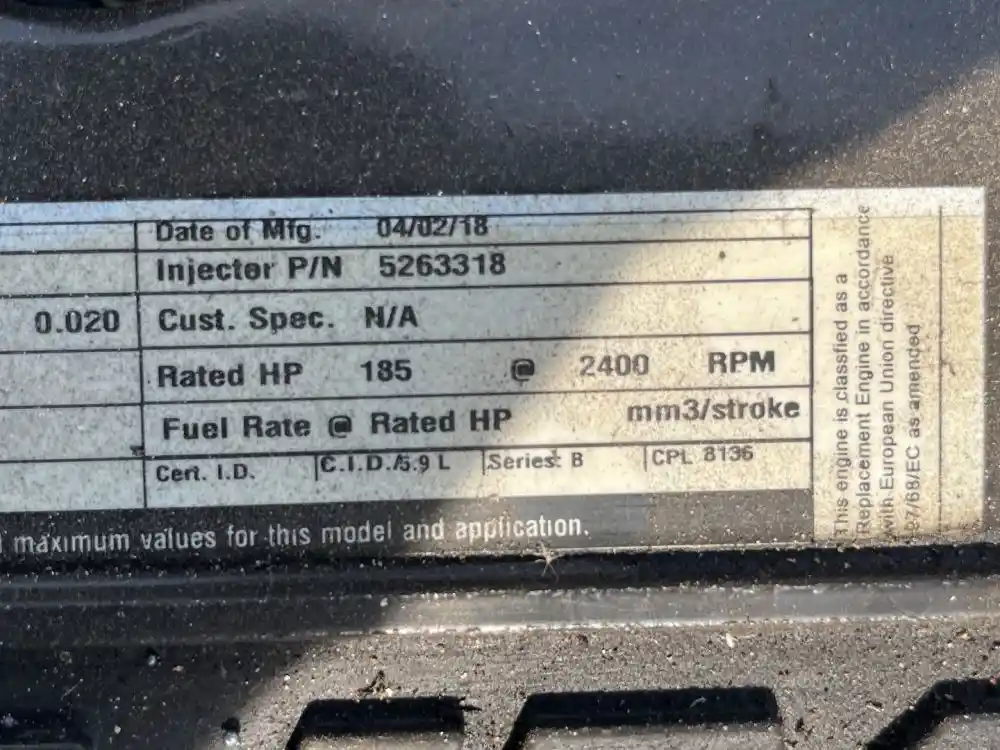 Date of Mfg. 04/02/18
Injector P/N 5263318
0.020 Cust. Spec. N/A
Rated HP 185 @ 2400 RPM
Fuel Rate @ Rated HP mm3/stroke
Cert. I.D. C.I.D./5.9 L Series: B CPL 8136
maximum values for this model and application.
This engine is classfied as a
Replacement Engine in accordance
with European Union directive
97/68/EC as amended